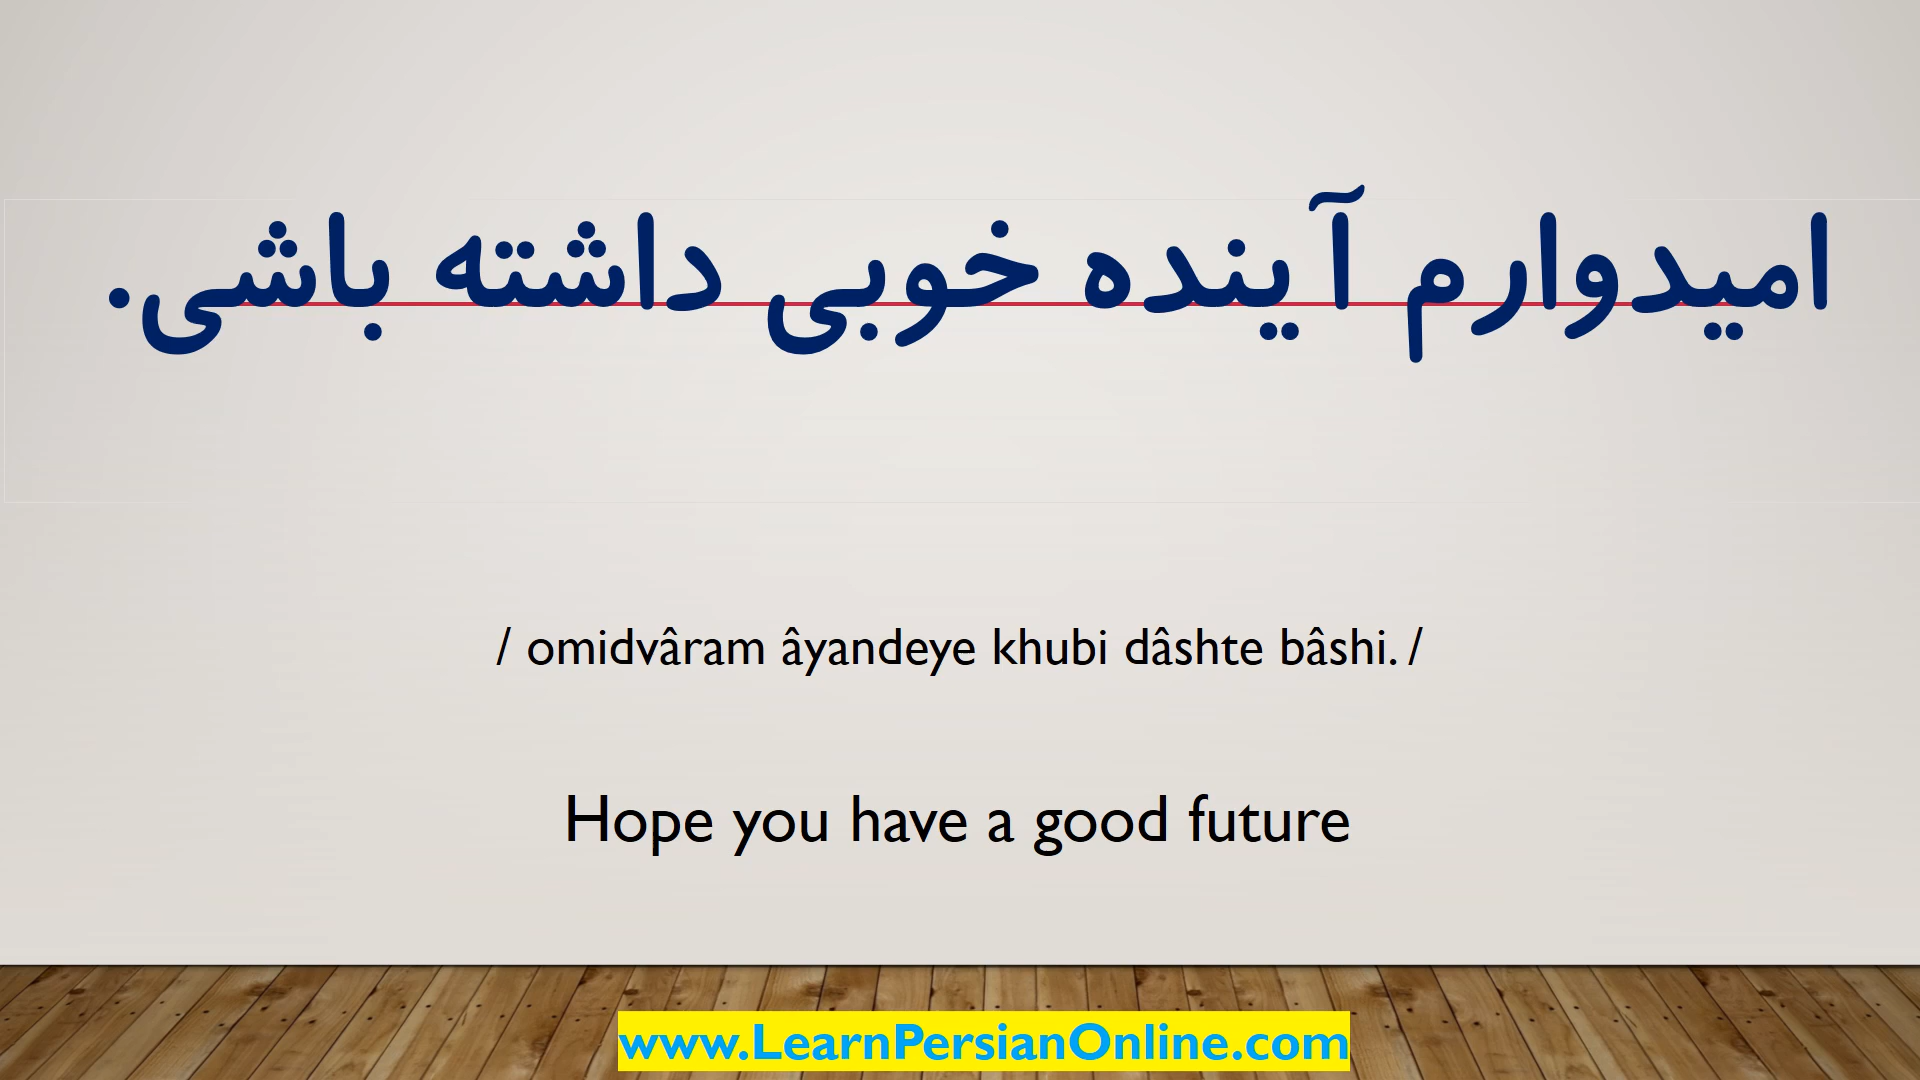 امیدوارم آینده خوبی داشته باشی.
/ omidvâram âyandeye khubi dâshte bâshi. /
Hope you have a good future
www.LearnPersianOnline.com